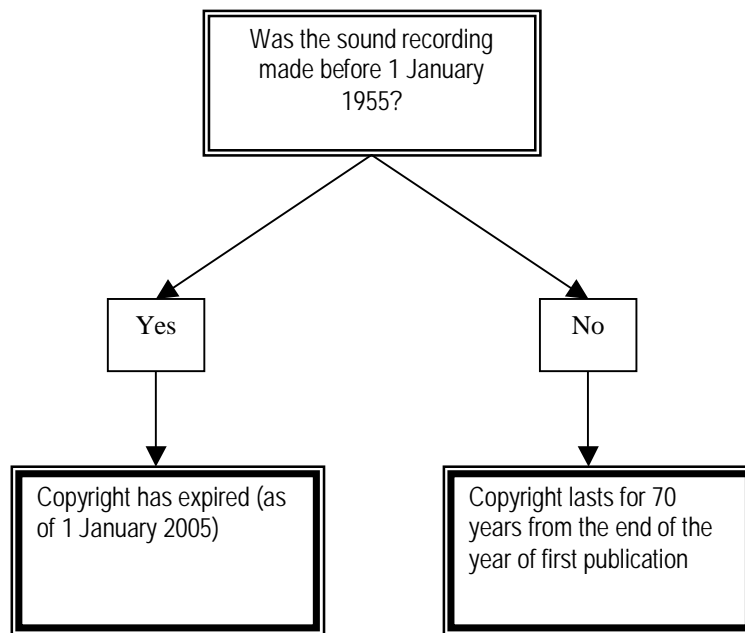 Was the sound recording
made before 1 January
1955?
Yes
No
Copyright has expired (as
of 1 January 2005)
Copyright lasts for 70
years from the end of the
year of first publication